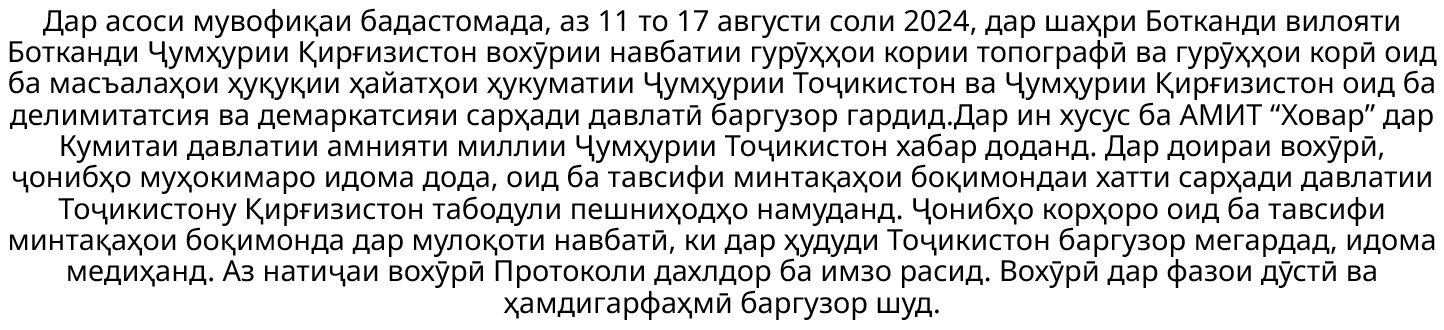 Дар асоси мувофиқаи бадастомада, аз 11 то 17 августи соли 2024, дар шаҳри Ботканди вилояти
Ботканди Ҷумҳурии Қирғизистон вохӯрии навбатии гурӯҳҳои кории топографӣ ва гурӯҳҳои корӣ оид
ба масъалаҳои ҳуқуқии ҳайатҳои ҳукуматии Ҷумҳурии Тоҷикистон ва Ҷумҳурии Қирғизистон оид ба
делимитатсия ва демаркатсияи сарҳади давлатӣ баргузор гардид.Дар ин хусус ба АМИТ “Ховар” дар
Кумитаи давлатии амнияти миллии Ҷумҳурии Тоҷикистон хабар доданд. Дар доираи вохӯрӣ,
ҷонибҳо муҳокимаро идома дода, оид ба тавсифи минтақаҳои боқимондаи хатти сарҳади давлатии
Тоҷикистону Қирғизистон табодули пешниҳодҳо намуданд. Ҷонибҳо корҳоро оид ба тавсифи
минтақаҳои боқимонда дар мулоқоти навбатӣ, ки дар ҳудуди Тоҷикистон баргузор мегардад, идома
медиҳанд. Аз натиҷаи вохӯрӣ Протоколи дахлдор ба имзо расид. Вохӯрӣ дар фазои дӯстӣ ва
ҳамдигарфаҳмӣ баргузор шуд.